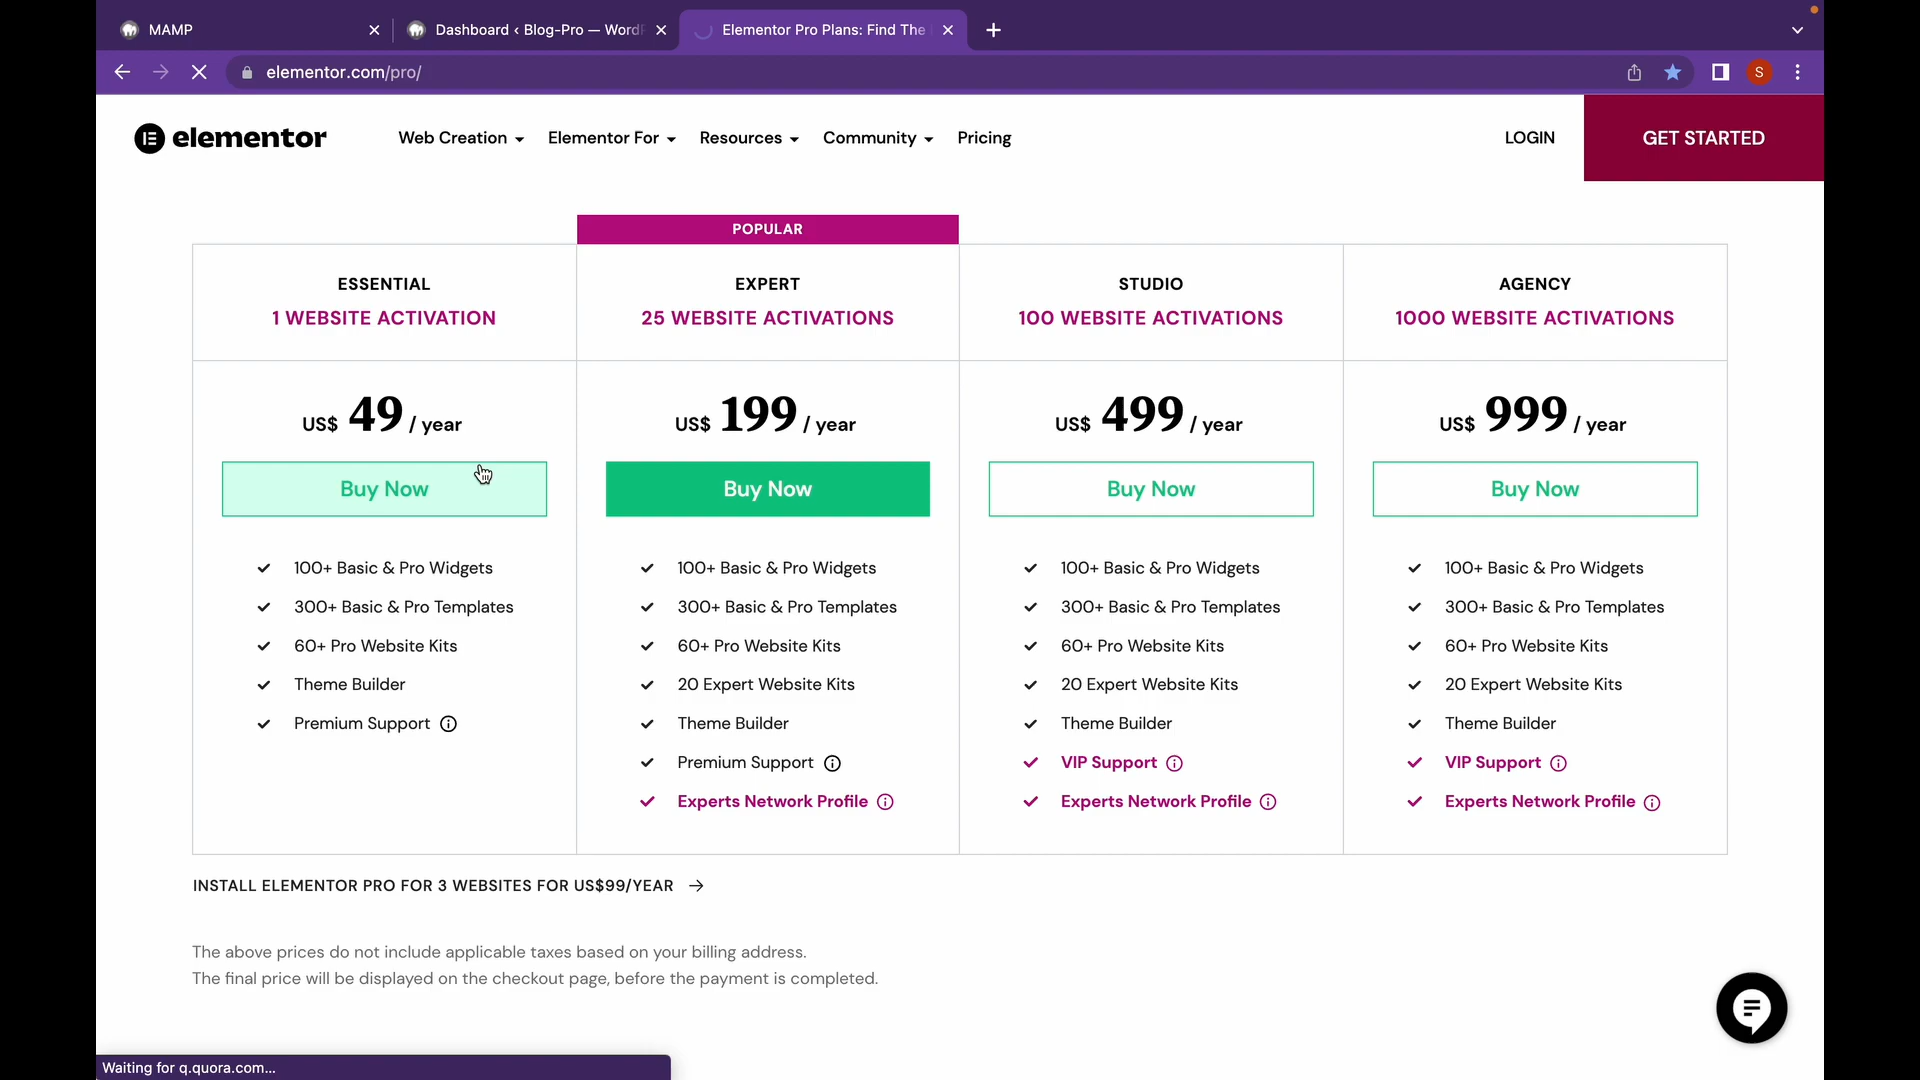 MAMP
Dashboard ‹ Blog-Pro — Word
Elementor Pro Plans: Find The
elementor.com/pro/
S
elementor
Web Creation
Elementor For
Resources
Community
Pricing
LOGIN
GET STARTED
POPULAR
ESSENTIAL
1 WEBSITE ACTIVATION
US$ 49 / year
Buy Now
100+ Basic & Pro Widgets
300+ Basic & Pro Templates
60+ Pro Website Kits
Theme Builder
Premium Support
EXPERT
25 WEBSITE ACTIVATIONS
US$ 199 / year
Buy Now
100+ Basic & Pro Widgets
300+ Basic & Pro Templates
60+ Pro Website Kits
20 Expert Website Kits
Theme Builder
Premium Support
Experts Network Profile
STUDIO
100 WEBSITE ACTIVATIONS
US$ 499 / year
Buy Now
100+ Basic & Pro Widgets
300+ Basic & Pro Templates
60+ Pro Website Kits
20 Expert Website Kits
Theme Builder
VIP Support
Experts Network Profile
AGENCY
1000 WEBSITE ACTIVATIONS
US$ 999 / year
Buy Now
100+ Basic & Pro Widgets
300+ Basic & Pro Templates
60+ Pro Website Kits
20 Expert Website Kits
Theme Builder
VIP Support
Experts Network Profile
INSTALL ELEMENTOR PRO FOR 3 WEBSITES FOR US$99/YEAR →
The above prices do not include applicable taxes based on your billing address.
The final price will be displayed on the checkout page, before the payment is completed.
Waiting for q.quora.com...